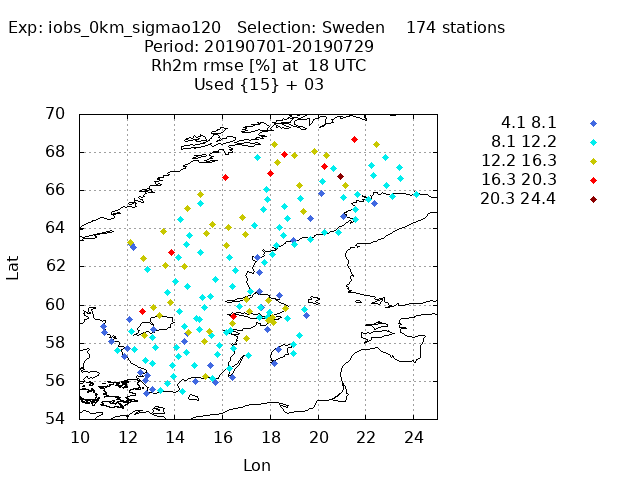 Exp: iobs_0km_sigmao120   Selection: Sweden    174 stations
Period: 20190701-20190729
Rh2m rmse [%] at  18 UTC
Used {15} + 03
4.1 8.1
8.1 12.2
12.2 16.3
16.3 20.3
20.3 24.4
70
68
66
64
62
60
58
56
54
Lat
10 12 14 16 18 20 22 24
Lon